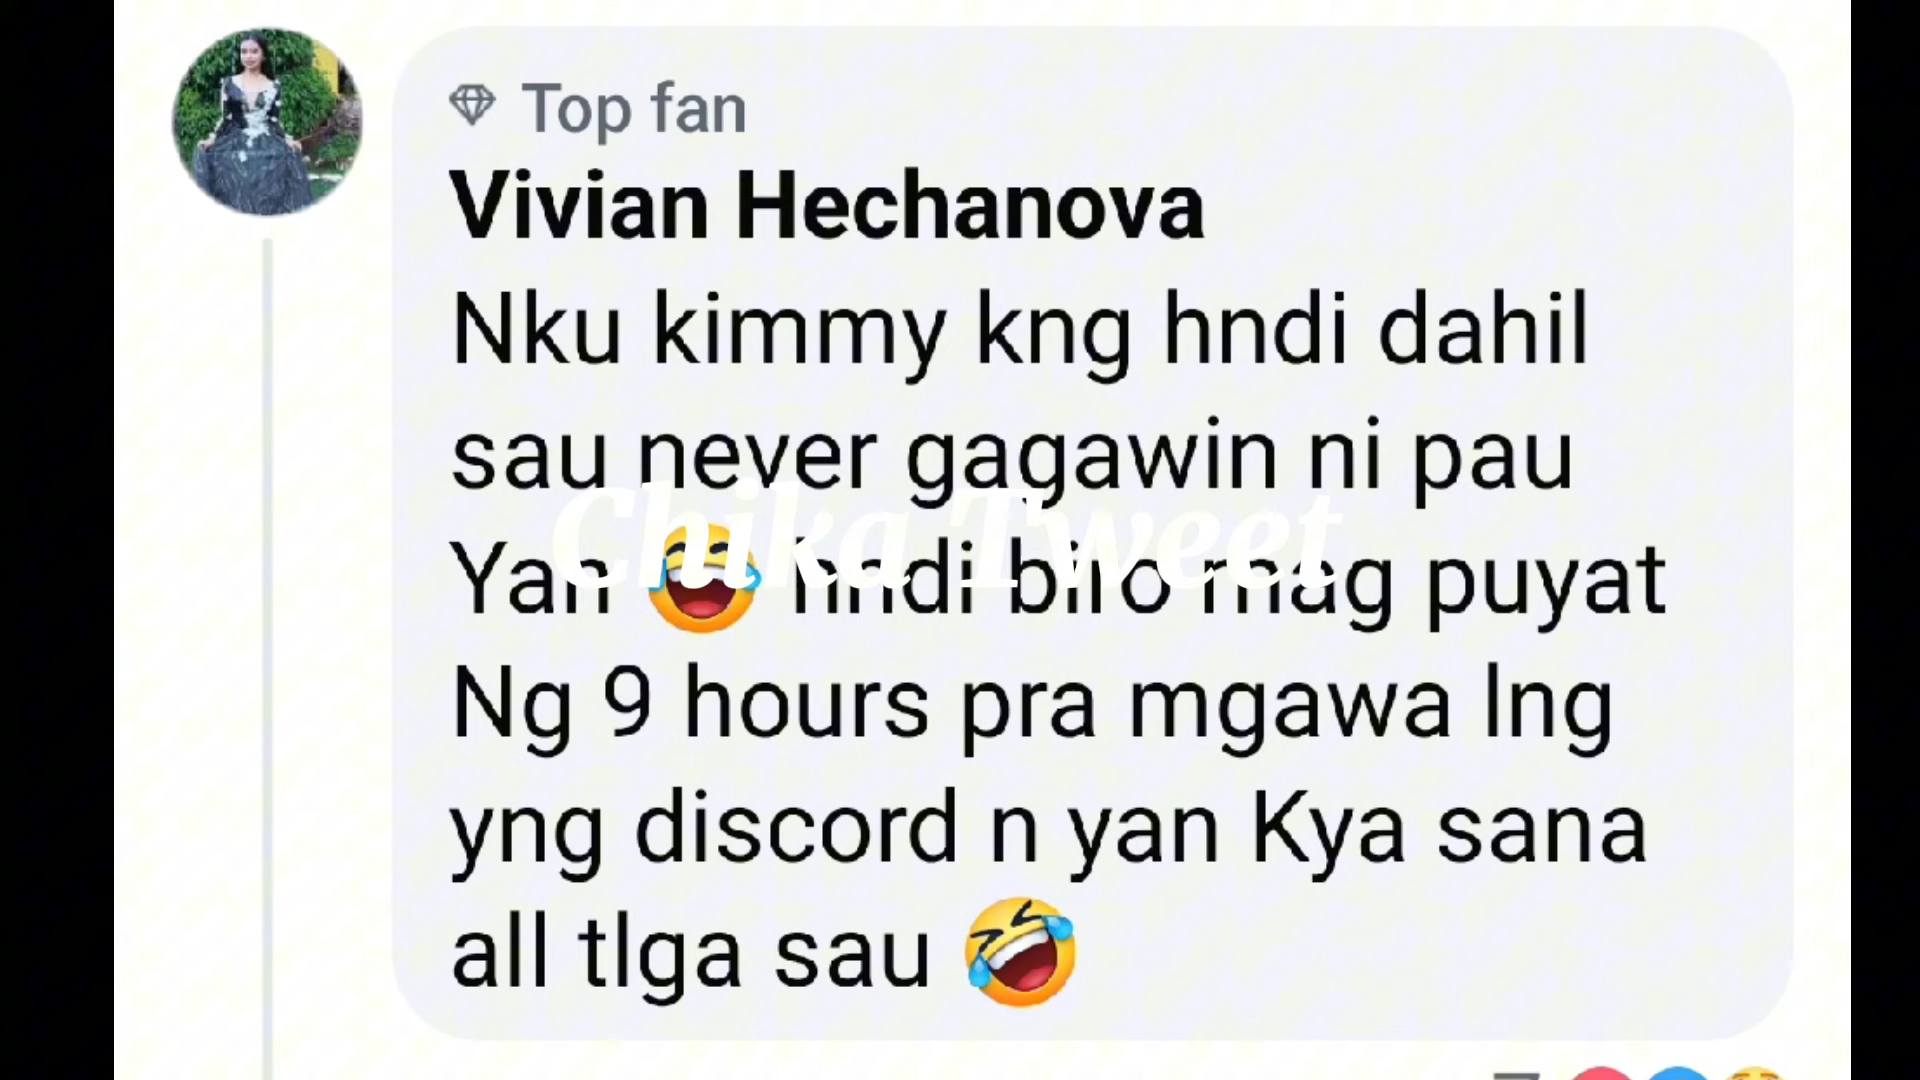 Top fan
Vivian Hechanova
Nku kimmy kng hndi dahil
sau never gagawin ni pau
Yan 😂 hndi biro mag puyat
Ng 9 hours pra mgawa lng
yng discord n yan Kya sana
all tlga sau 🤣
Chika Tweet